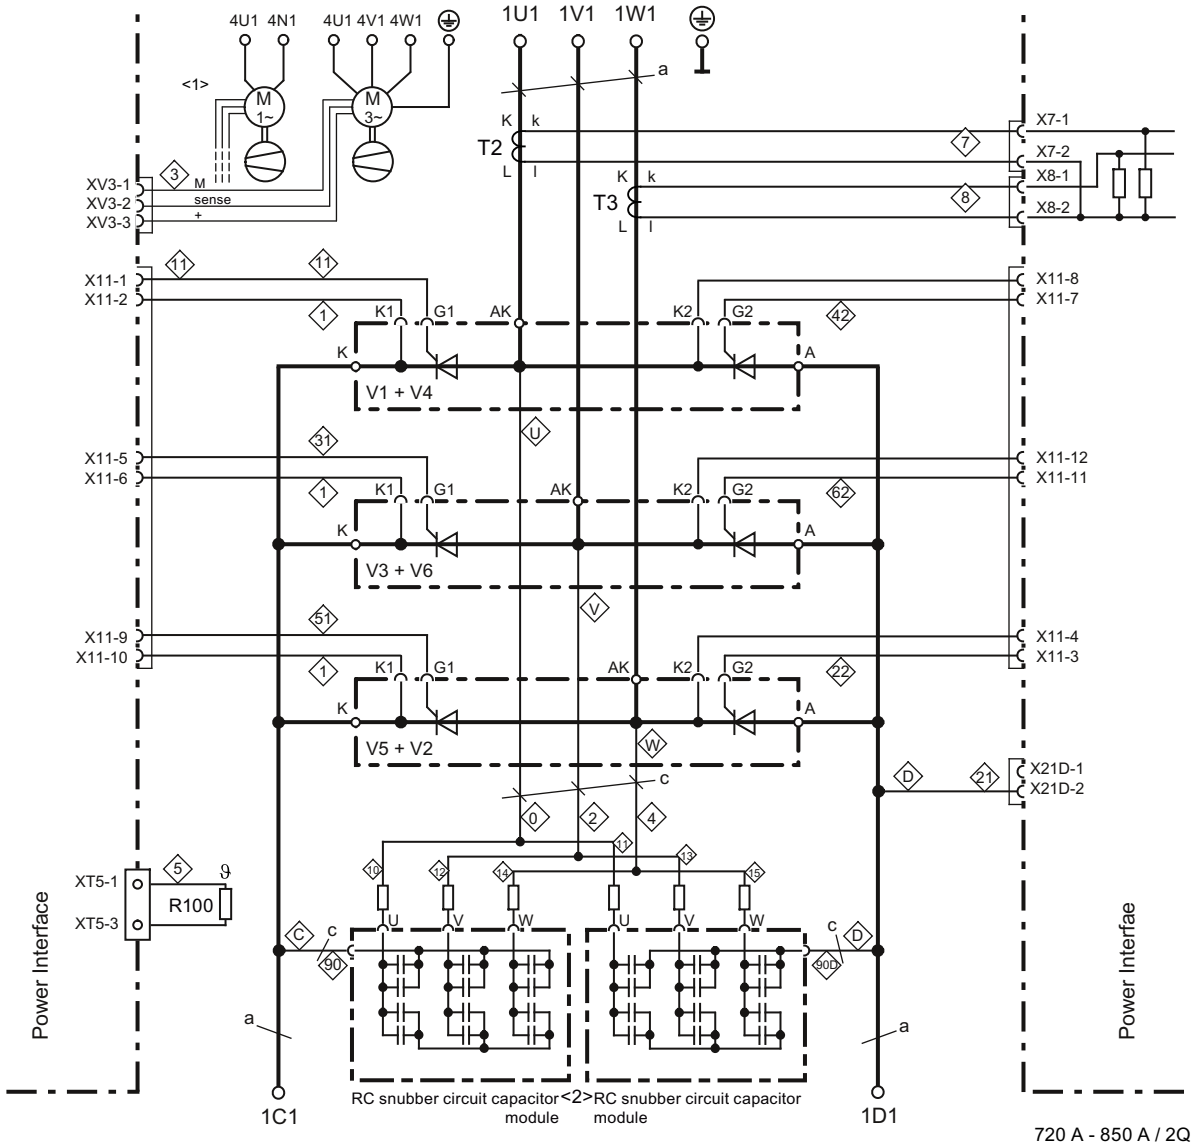 4U1 4N1 4U1 4V1 4W1 1U1 1V1 1W1
<1> M 1~ M 3~ a
K k X7-1
T2 7 X7-2
L l
K k X8-1
T3 8 X8-2
L l
3
XV3-1 M
XV3-2 sense
XV3-3 +
11 11
X11-1 X11-8
X11-2 X11-7
1 K1 G1 AK K2 G2 42
K A
V1 + V4
U
31
X11-5 X11-12
X11-6 X11-11
1 K1 G1 AK K2 G2 62
K A
V3 + V6
V
51
X11-9 X11-4
X11-10 X11-3
1 K1 G1 AK K2 G2 22
K A
V5 + V2
W
c D 21 X21D-1
X21D-2
0 2 4
11 13
10 12 14 15
5 ϑ
XT5-1
R100
XT5-3
U V W U V W
C c c D
90 90D
Power Interface
Power Interfae
a a
1C1 1D1
RC snubber circuit capacitor <2> RC snubber circuit capacitor
module module
720 A - 850 A / 2Q